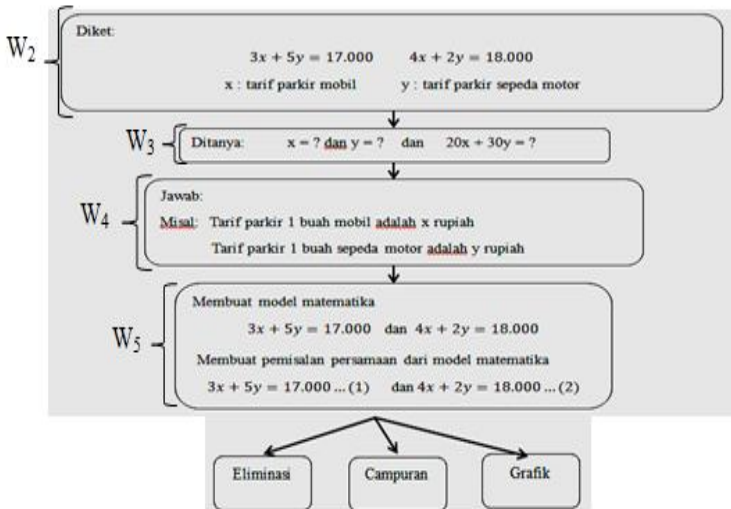 W₂
Diket:
3x + 5y = 17.000 4x + 2y = 18.000
x : tarif parkir mobil y : tarif parkir sepeda motor
W₃
Ditanya: x = ? dan y = ? dan 20x + 30y = ?
W₄
Jawab:
Misal: Tarif parkir 1 buah mobil adalah x rupiah
Tarif parkir 1 buah sepeda motor adalah y rupiah
W₅
Membuat model matematika
3x + 5y = 17.000 dan 4x + 2y = 18.000
Membuat pemisalan persamaan dari model matematika
3x + 5y = 17.000 ... (1) dan 4x + 2y = 18.000 ... (2)
Eliminasi Campuran Grafik